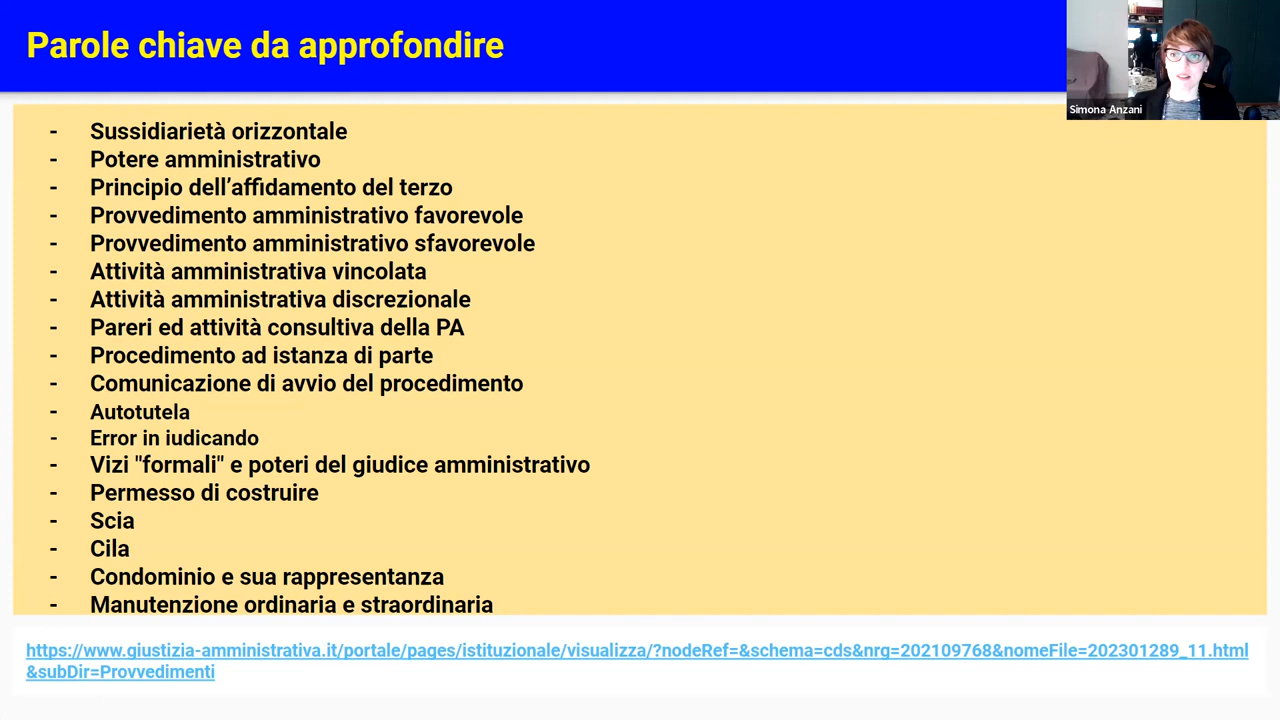 Parole chiave da approfondire
Simona Anzani
- Sussidiarietà orizzontale
- Potere amministrativo
- Principio dell’affidamento del terzo
- Provvedimento amministrativo favorevole
- Provvedimento amministrativo sfavorevole
- Attività amministrativa vincolata
- Attività amministrativa discrezionale
- Pareri ed attività consultiva della PA
- Procedimento ad istanza di parte
- Comunicazione di avvio del procedimento
- Autotutela
- Error in iudicando
- Vizi "formali" e poteri del giudice amministrativo
- Permesso di costruire
- Scia
- Cila
- Condominio e sua rappresentanza
- Manutenzione ordinaria e straordinaria
https://www.giustizia-amministrativa.it/portale/pages/istituzionale/visualizza/?nodeRef=&schema=cds&nrg=202109768&nomeFile=202301289_11.html
&subDir=Provvedimenti